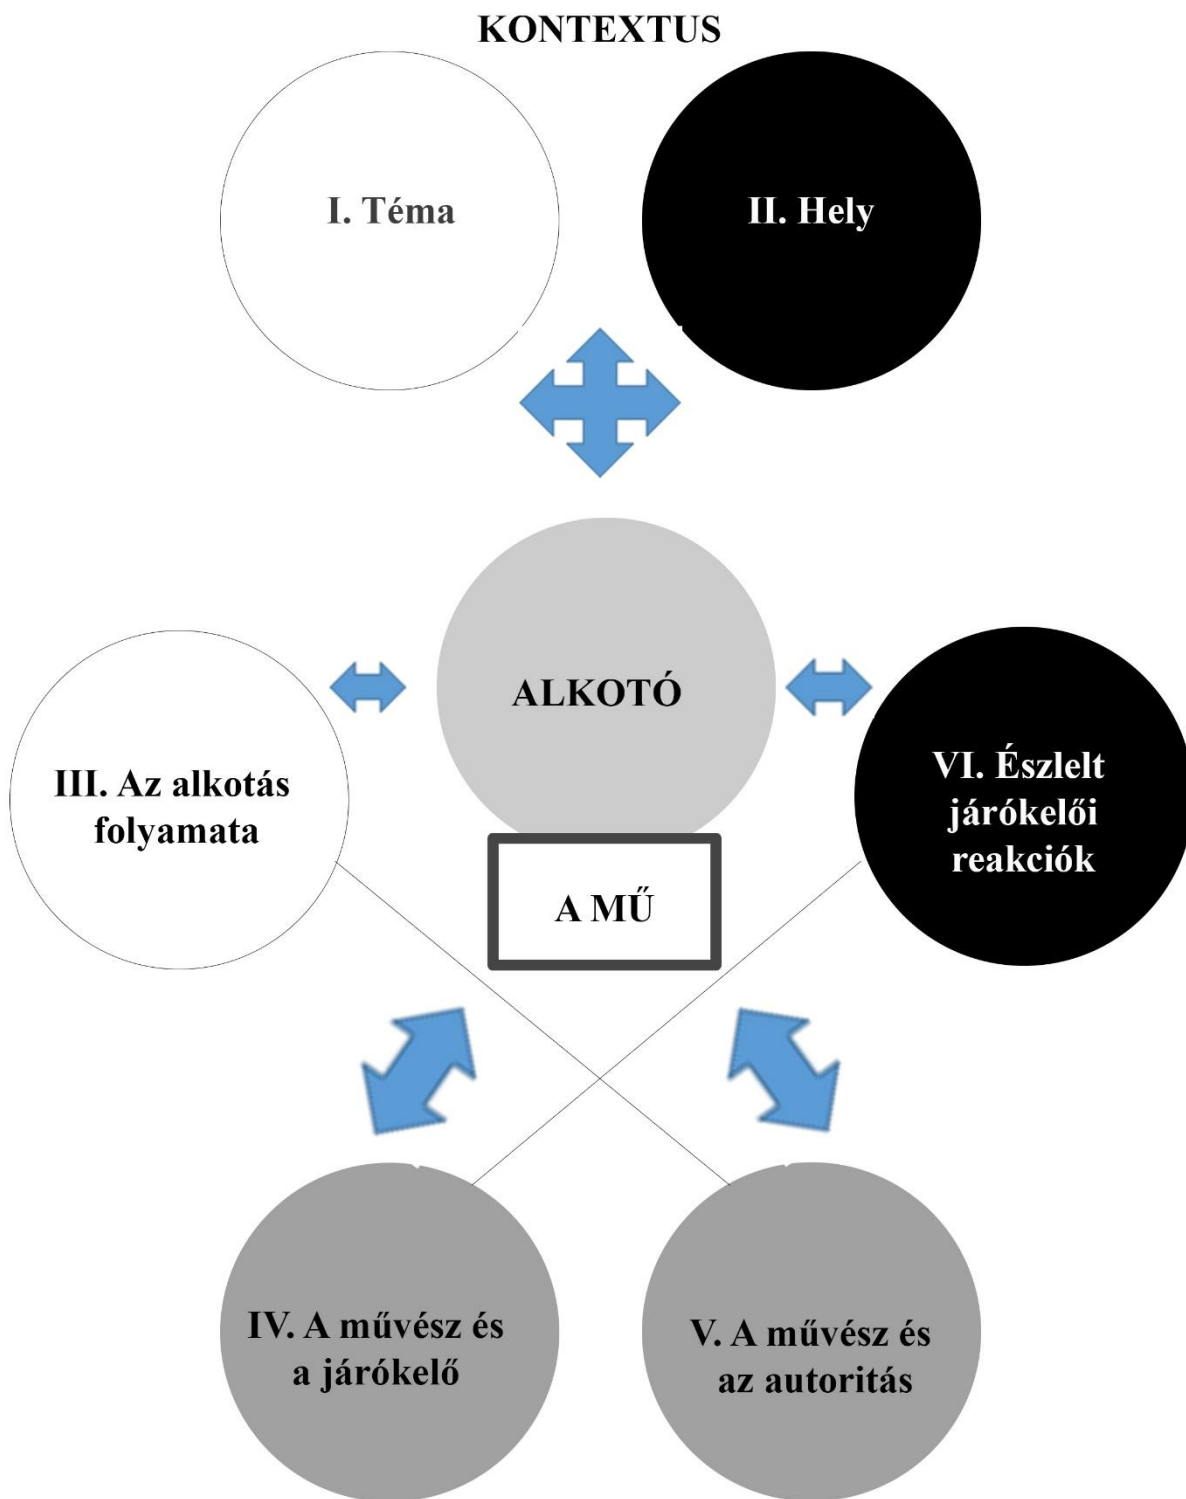 KONTEXTUS
I. Téma
II. Hely
ALKOTÓ
III. Az alkotás
folyamata
VI. Észlelt
járókelői
reakciók
A MŰ
IV. A művész és
a járókelő
V. A művész és
az autoritás